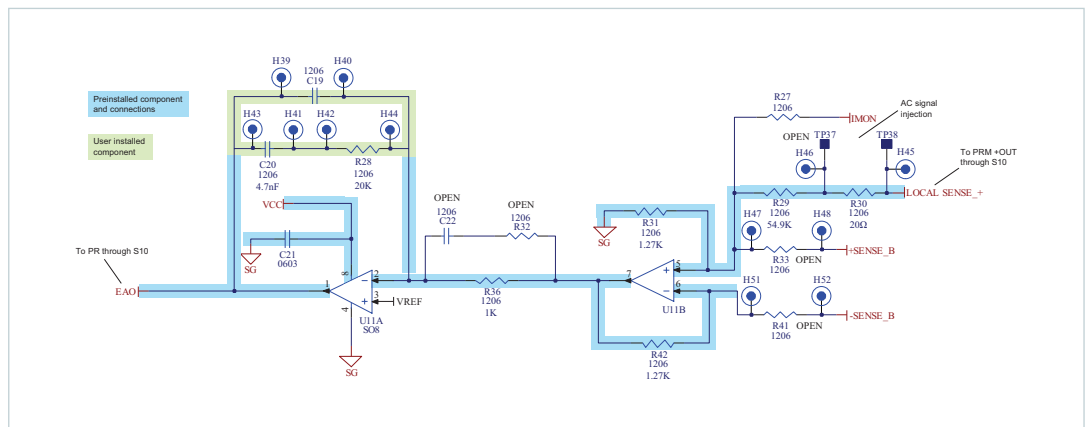 H39
H40
1206
C19
Preinstalled component
and connections
H43
H41
H42
H44
User installed
component
C20
1206
4.7nF
R28
1206
20K
VCC
C21
0603
SG
To PR through S10
EAO
1
8
4
2
3
VREF
U11A
SO8
SG
OPEN
1206
C22
OPEN
1206
R32
R36
1206
1K
SG
R31
1206
1.27K
7
5
6
U11B
R42
1206
1.27K
R27
1206
IMON
AC signal
injection
OPEN
TP37
TP38
H46
H45
To PRM +OUT
through S10
LOCAL SENSE_+
R29
1206
54.9K
R30
1206
20Ω
H47
H48
+SENSE_B
R33
1206
OPEN
H51
H52
-SENSE_B
R41
1206
OPEN